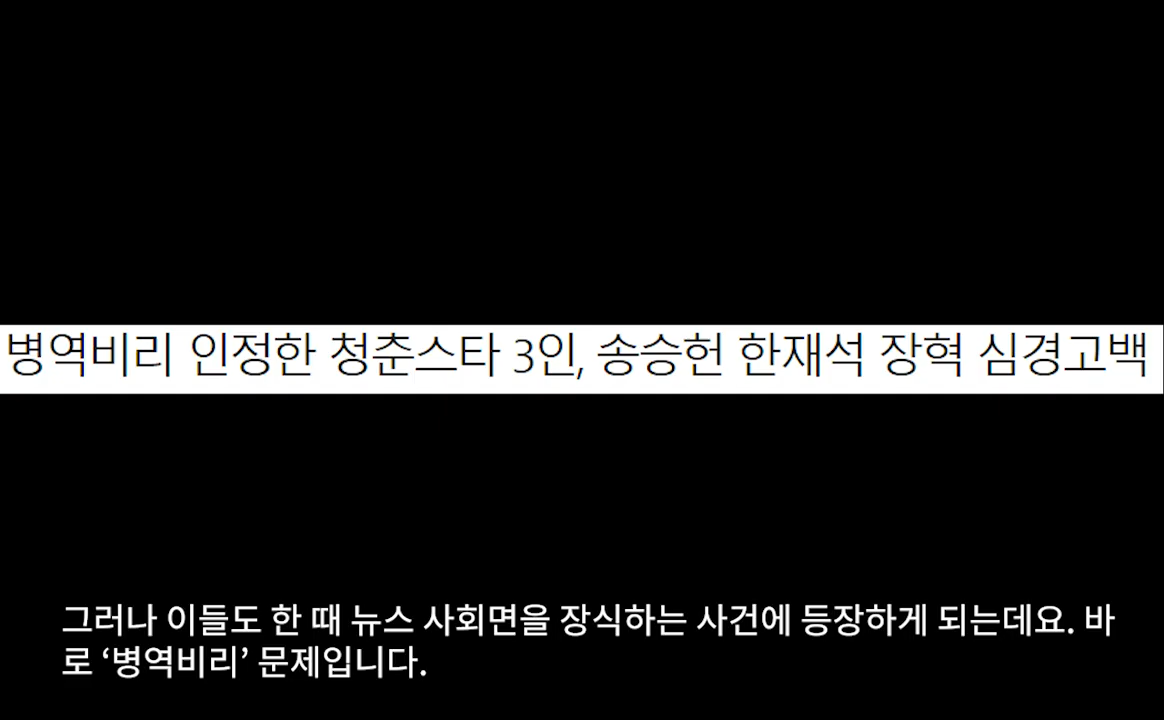 병역비리 인정한 청춘스타 3인, 송승헌 한재석 장혁 심경고백
그러나 이들도 한 때 뉴스 사회면을 장식하는 사건에 등장하게 되는데요. 바
로 ‘병역비리’ 문제입니다.